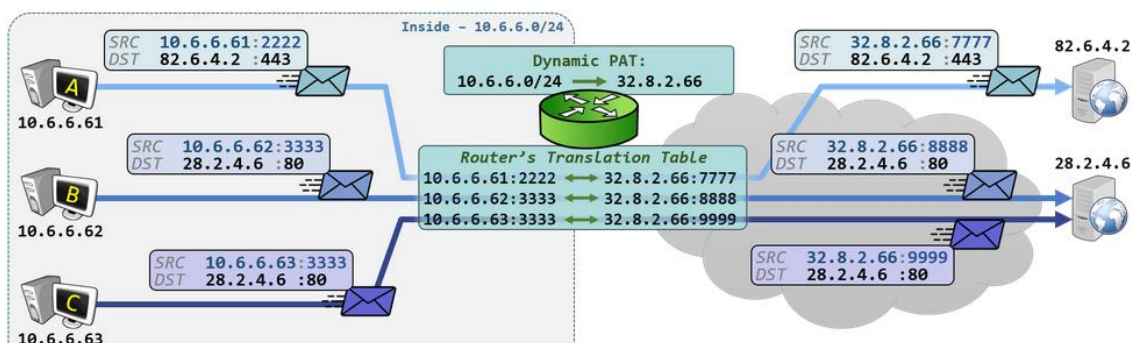 Inside – 10.6.6.0/24
SRC 10.6.6.61:2222
DST 82.6.4.2 :443
A
10.6.6.61
SRC 10.6.6.62:3333
DST 28.2.4.6 :80
B
10.6.6.62
SRC 10.6.6.63:3333
DST 28.2.4.6 :80
C
10.6.6.63
Dynamic PAT:
10.6.6.0/24 → 32.8.2.66
Router's Translation Table
10.6.6.61:2222 ↔ 32.8.2.66:7777
10.6.6.62:3333 ↔ 32.8.2.66:8888
10.6.6.63:3333 ↔ 32.8.2.66:9999
SRC 32.8.2.66:7777
DST 82.6.4.2 :443
82.6.4.2
SRC 32.8.2.66:8888
DST 28.2.4.6 :80
28.2.4.6
SRC 32.8.2.66:9999
DST 28.2.4.6 :80